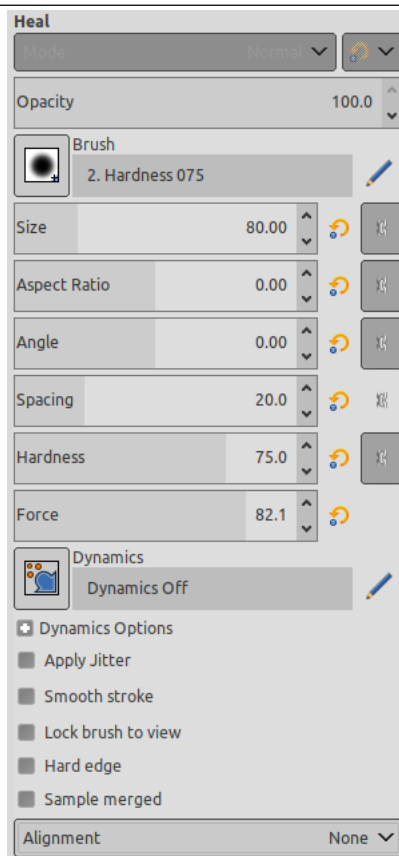 Heal
Mode Normal
Opacity 100.0
Brush
2. Hardness 075
Size 80.00
Aspect Ratio 0.00
Angle 0.00
Spacing 20.0
Hardness 75.0
Force 82.1
Dynamics
Dynamics Off
Dynamics Options
Apply Jitter
Smooth stroke
Lock brush to view
Hard edge
Sample merged
Alignment None